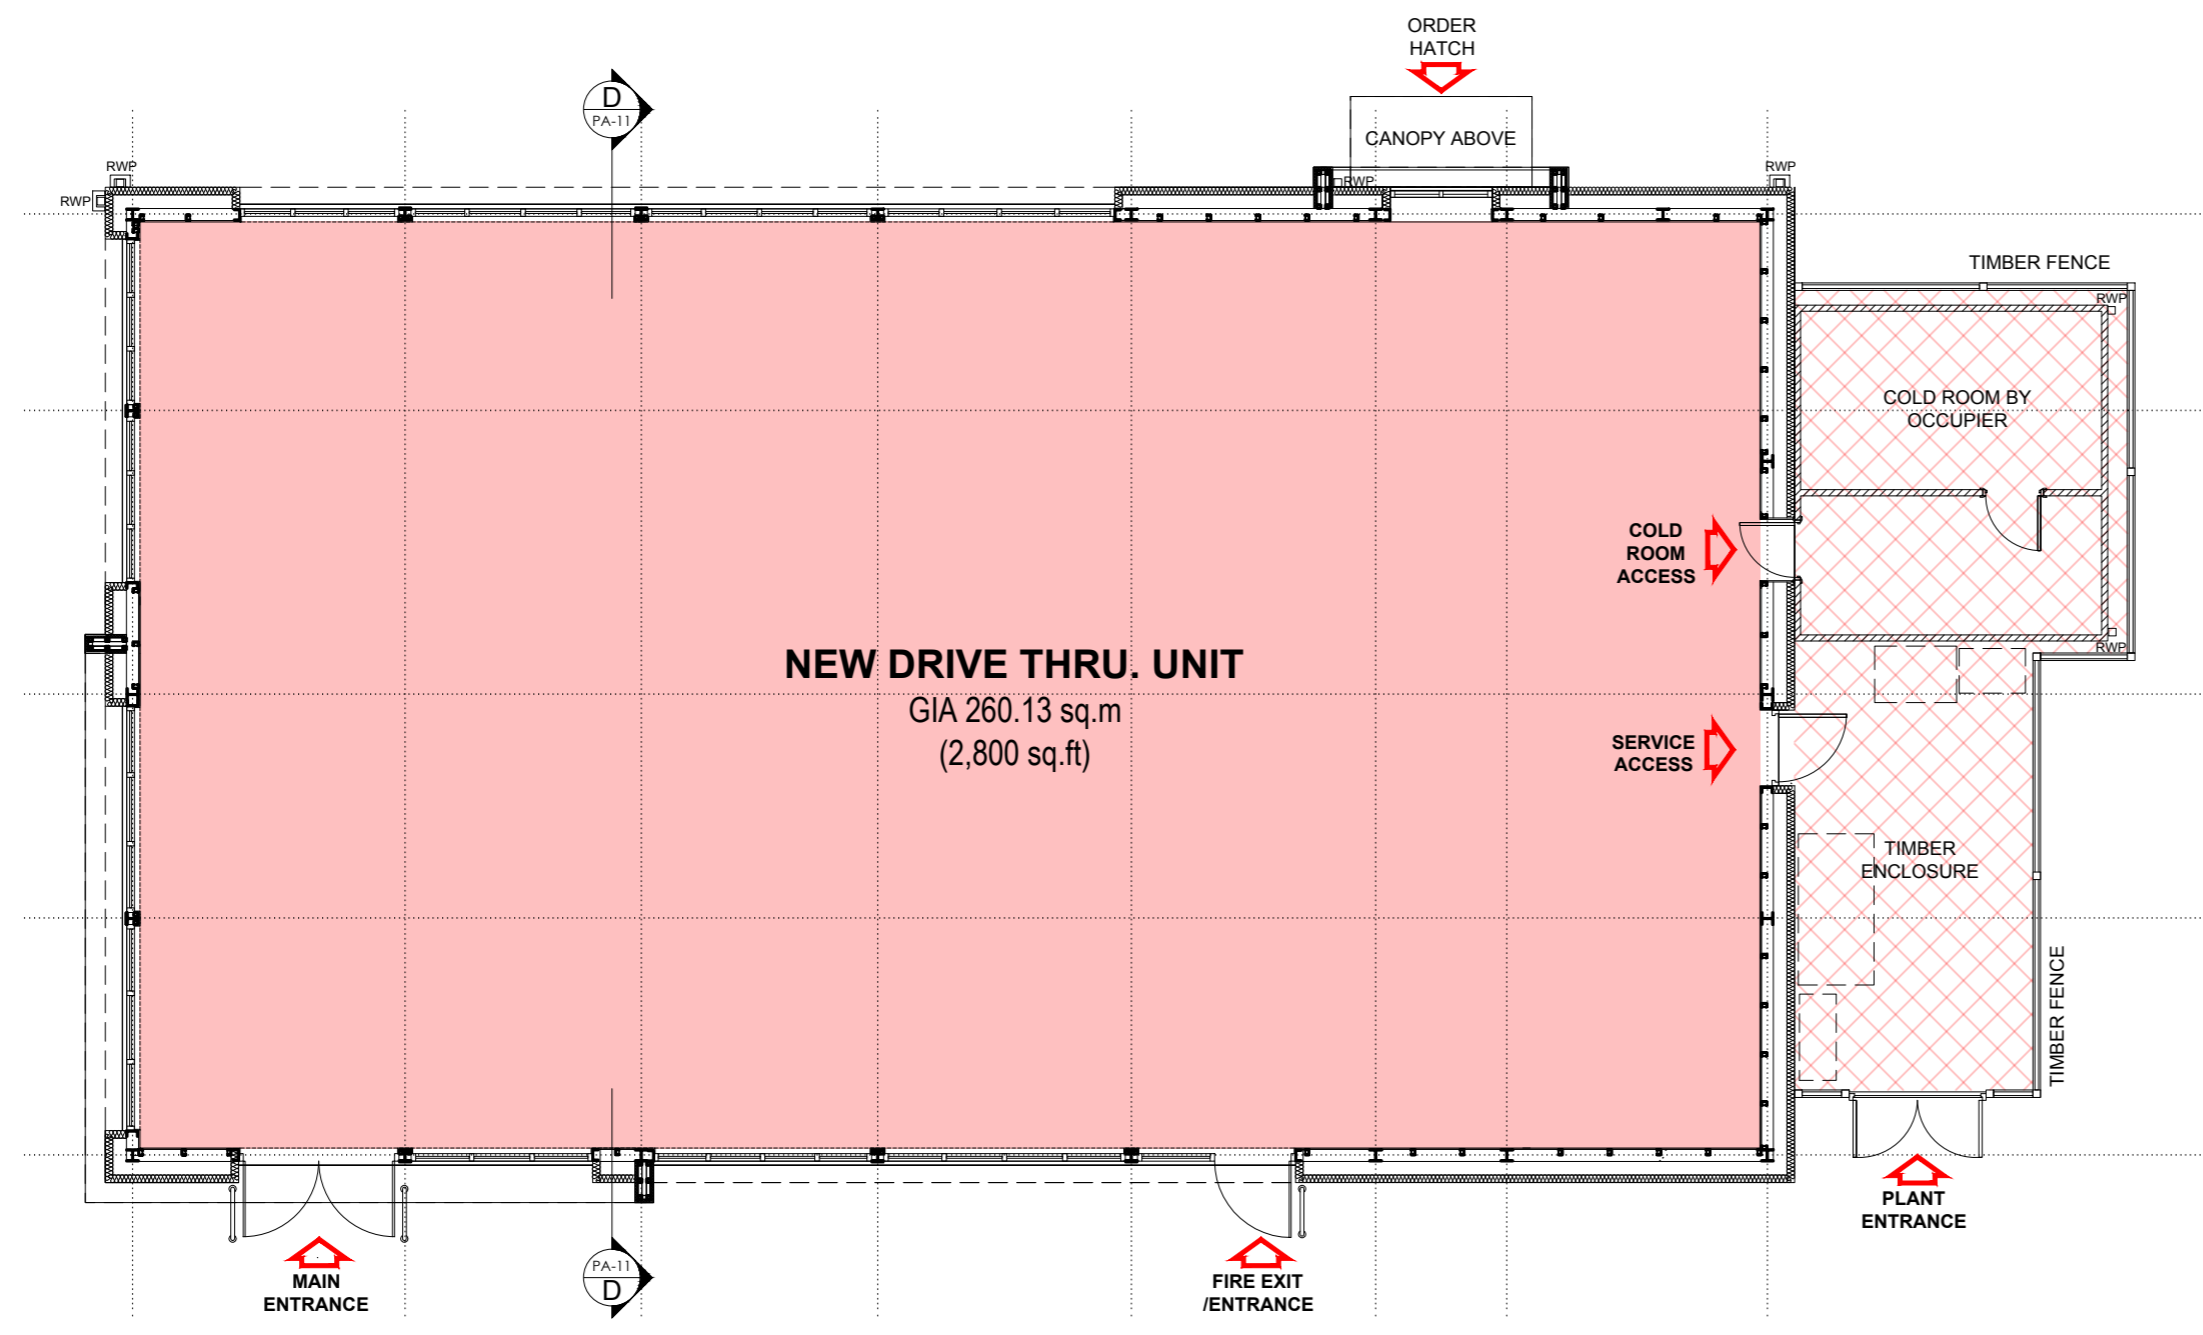 ORDER
HATCH
D
PA-11
CANOPY ABOVE
RWP
RWP
RWP
RWP
TIMBER FENCE
RWP
COLD ROOM BY
OCCUPIER
COLD
ROOM
ACCESS
RWP
NEW DRIVE THRU. UNIT
GIA 260.13 sq.m
(2,800 sq.ft)
SERVICE
ACCESS
TIMBER
ENCLOSURE
TIMBER FENCE
PLANT
ENTRANCE
MAIN
ENTRANCE
PA-11
D
FIRE EXIT
/ENTRANCE